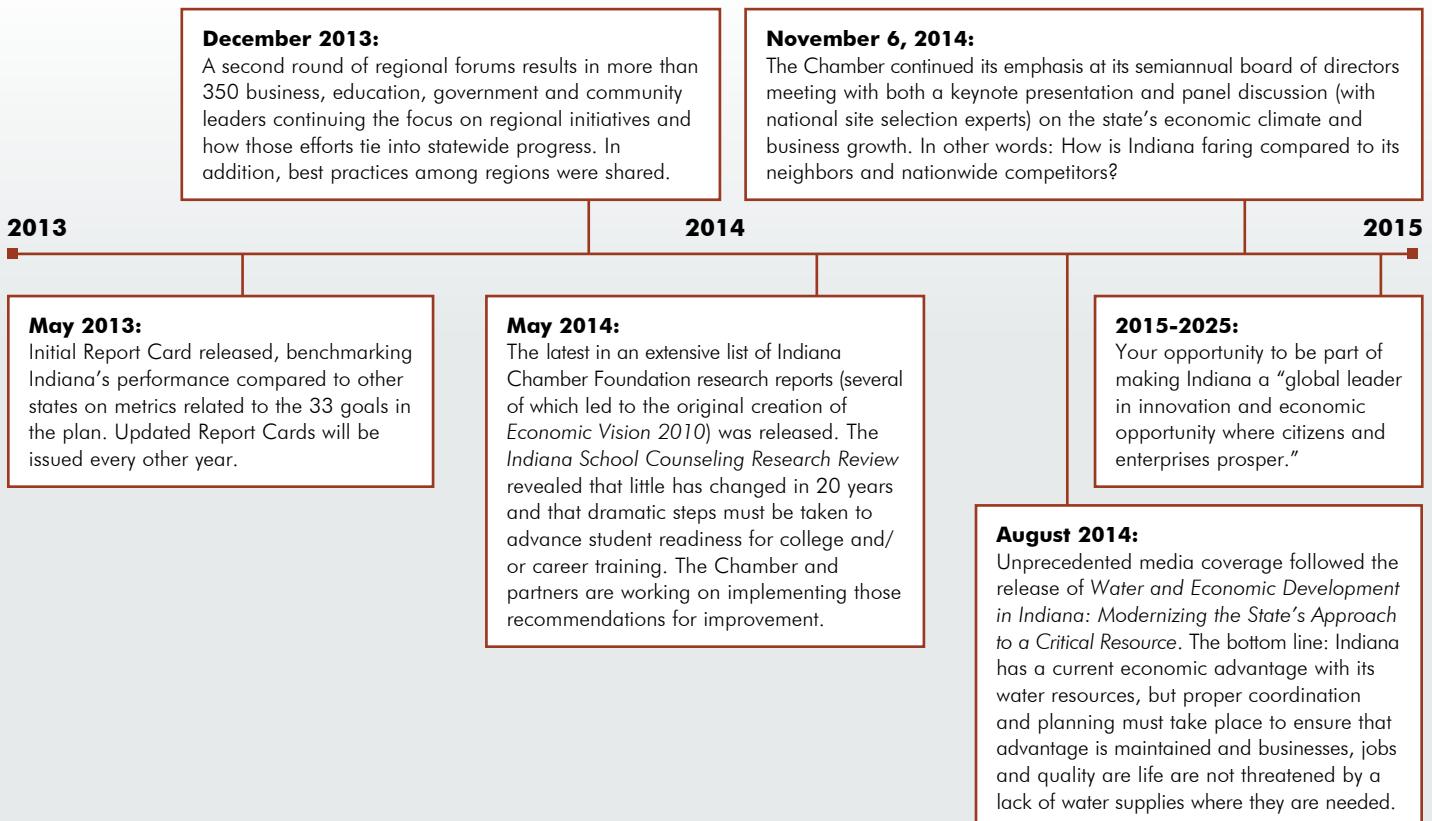 December 2013:
A second round of regional forums results in more than
350 business, education, government and community
leaders continuing the focus on regional initiatives and
how those efforts tie into statewide progress. In
addition, best practices among regions were shared.
November 6, 2014:
The Chamber continued its emphasis at its semiannual board of directors
meeting with both a keynote presentation and panel discussion (with
national site selection experts) on the state’s economic climate and
business growth. In other words: How is Indiana faring compared to its
neighbors and nationwide competitors?
2013
2014
2015
May 2013:
Initial Report Card released, benchmarking
Indiana’s performance compared to other
states on metrics related to the 33 goals in
the plan. Updated Report Cards will be
issued every other year.
May 2014:
The latest in an extensive list of Indiana
Chamber Foundation research reports (several
of which led to the original creation of
Economic Vision 2010) was released. The
Indiana School Counseling Research Review
revealed that little has changed in 20 years
and that dramatic steps must be taken to
advance student readiness for college and/
or career training. The Chamber and
partners are working on implementing those
recommendations for improvement.
2015-2025:
Your opportunity to be part of
making Indiana a “global leader
in innovation and economic
opportunity where citizens and
enterprises prosper.”
August 2014:
Unprecedented media coverage followed the
release of Water and Economic Development
in Indiana: Modernizing the State’s Approach
to a Critical Resource. The bottom line: Indiana
has a current economic advantage with its
water resources, but proper coordination
and planning must take place to ensure that
advantage is maintained and businesses, jobs
and quality are life are not threatened by a
lack of water supplies where they are needed.